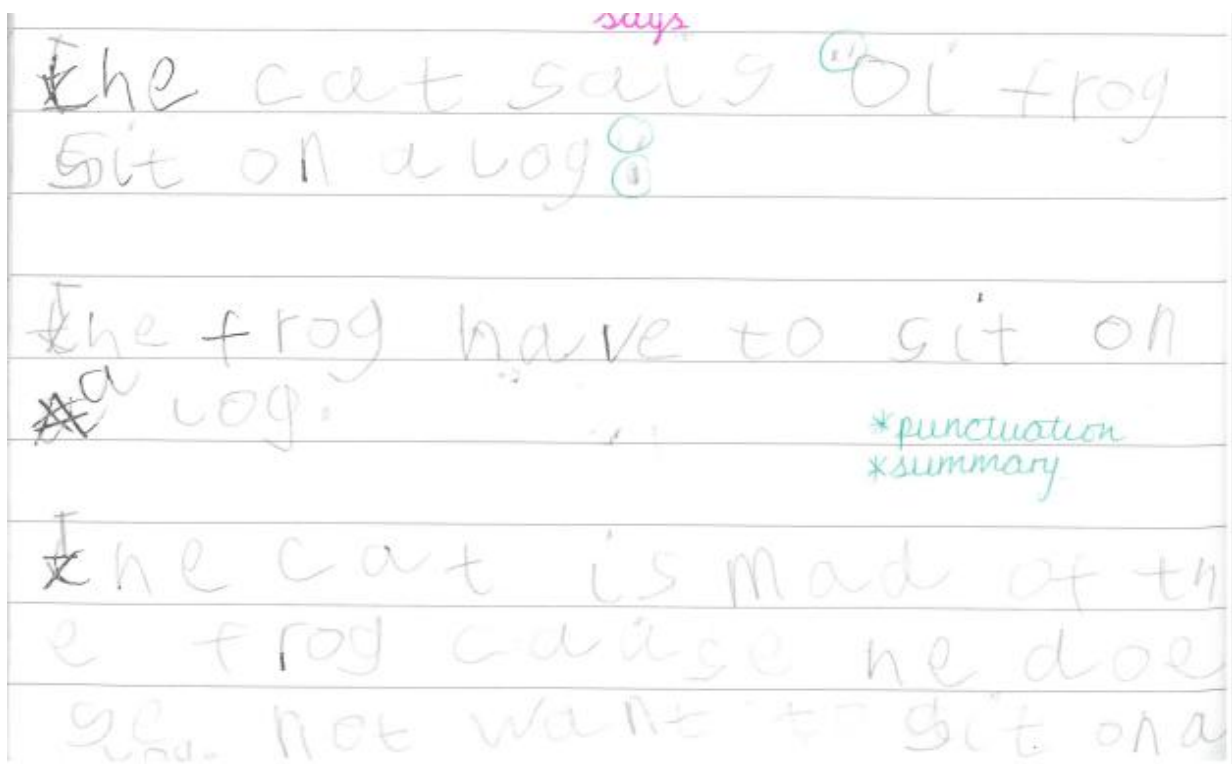 says
The cat sais "Oi frog
sit on a log".
The frog have to sit on
a log.
*punctuation
*summary
The cat is mad at th
e frog cause he doe
not want to sit on a